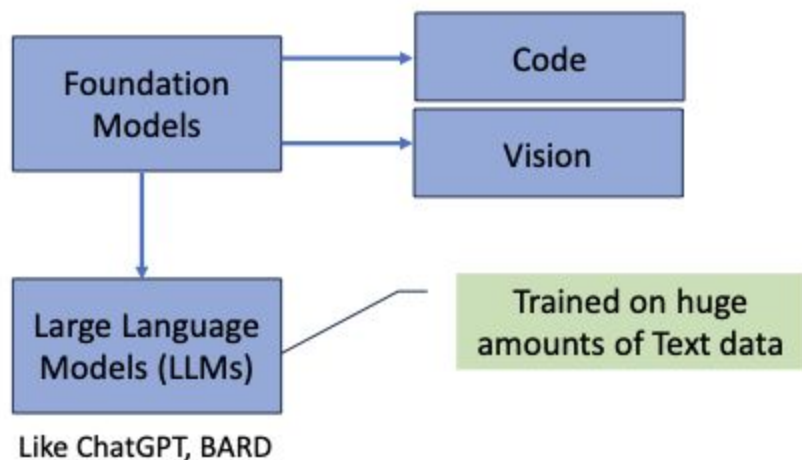 Foundation
Models
Code
Vision
Large Language
Models (LLMs)
Trained on huge
amounts of Text data
Like ChatGPT, BARD